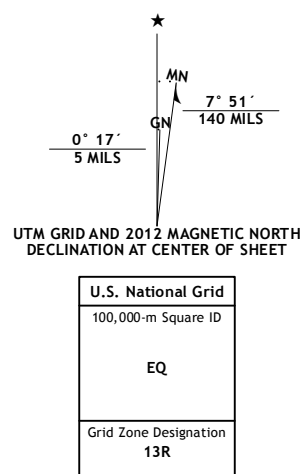 ★
MN
7° 51´
140 MILS
GN
0° 17´
5 MILS
UTM GRID AND 2012 MAGNETIC NORTH
DECLINATION AT CENTER OF SHEET
U.S. National Grid
100,000-m Square ID
EQ
Grid Zone Designation
13R